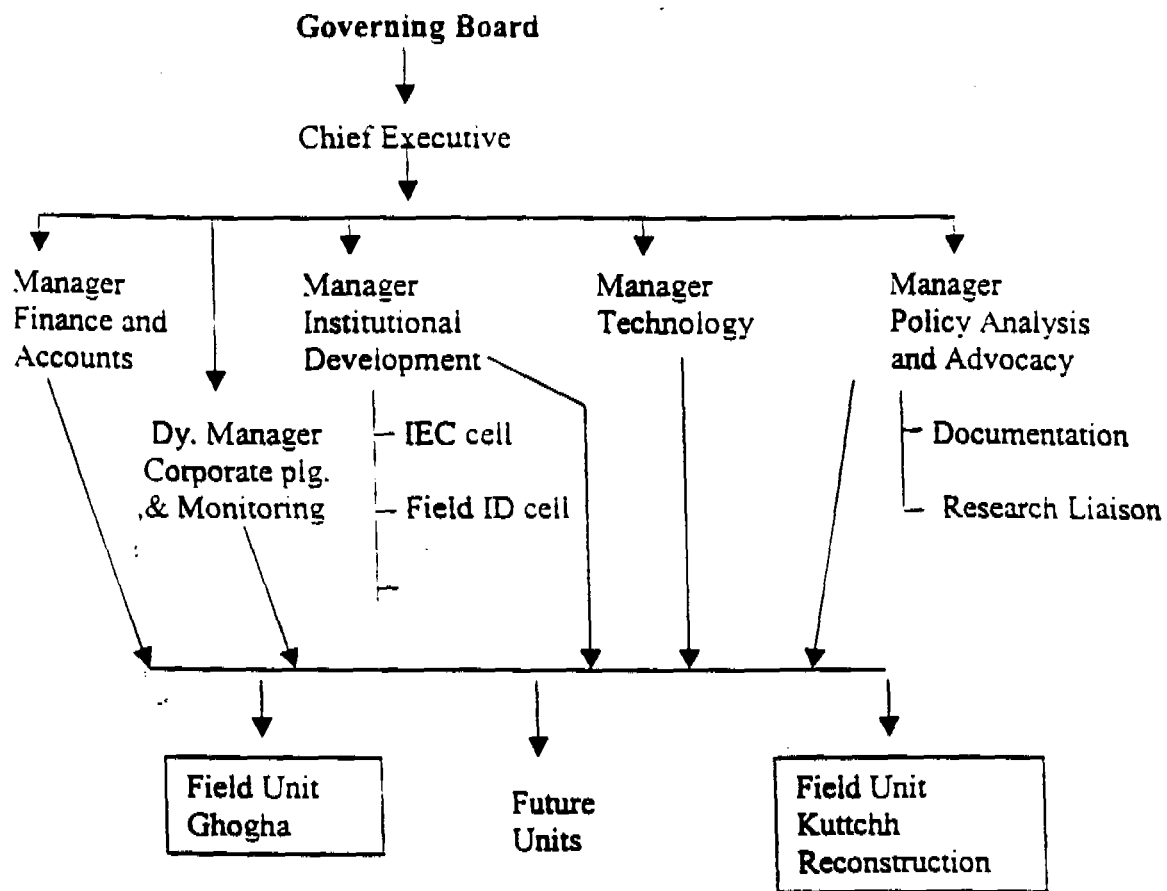 Governing Board
Chief Executive
Manager
Finance and
Accounts
Manager
Institutional
Development
Manager
Technology
Manager
Policy Analysis
and Advocacy
Dy. Manager
Corporate plg.
& Monitoring
IEC cell
Field ID cell
Documentation
Research Liaison
Field Unit
Ghogha
Future
Units
Field Unit
Kuttchh
Reconstruction